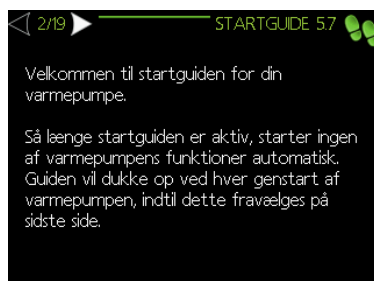 2/19 STARTGUIDE 5.7
Velkommen til startguiden for din
varmepumpe.
Så længe startguiden er aktiv, starter ingen
af varmepumpens funktioner automatisk.
Guiden vil dukke op ved hver genstart af
varmepumpen, indtil dette fravælges på
sidste side.